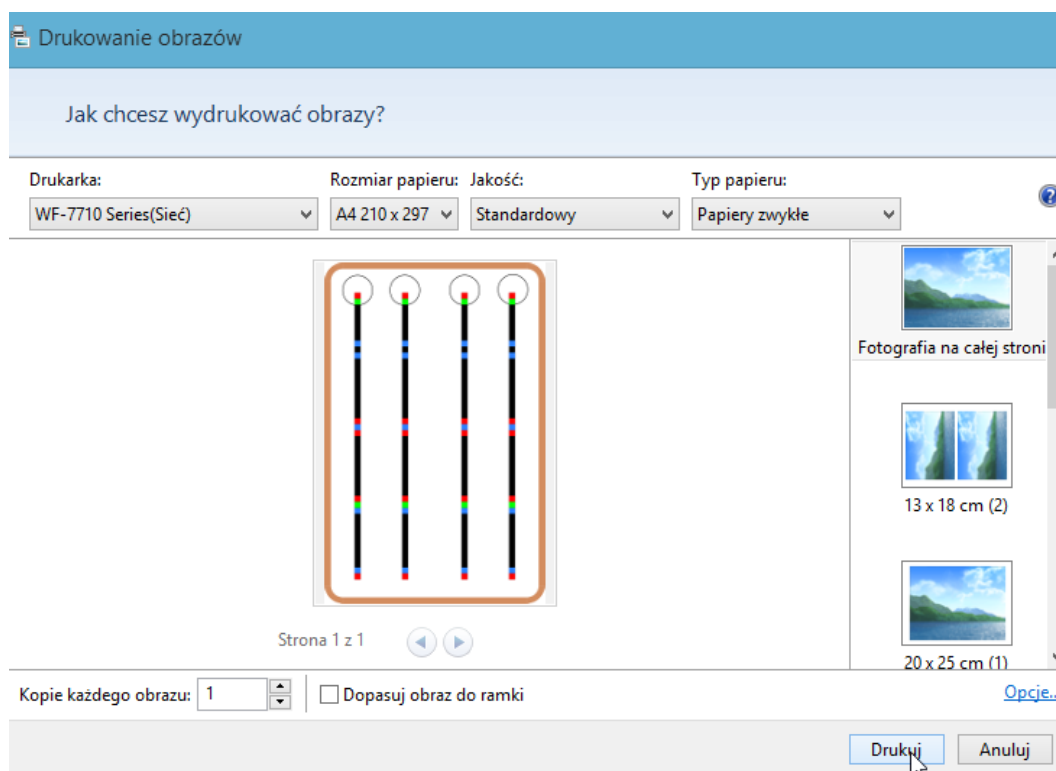 Drukowanie obrazów
Jak chcesz wydrukować obrazy?
Drukarka: Rozmiar papieru: Jakość: Typ papieru:
WF-7710 Series(Sieć) A4 210 x 297 Standardowy Papiery zwykłe
Fotografia na całej stroni
13 x 18 cm (2)
20 x 25 cm (1)
Strona 1 z 1
Kopie każdego obrazu: 1 Dopasuj obraz do ramki Opcje..
Drukuj Anuluj